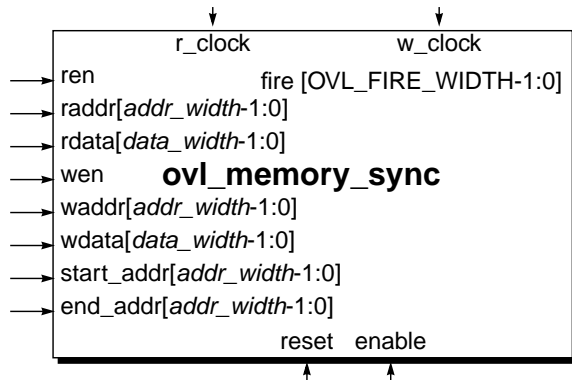 r_clock w_clock
ren fire [OVL_FIRE_WIDTH-1:0]
raddr[addr_width-1:0]
rdata[data_width-1:0]
wen ovl_memory_sync
waddr[addr_width-1:0]
wdata[data_width-1:0]
start_addr[addr_width-1:0]
end_addr[addr_width-1:0]
reset enable